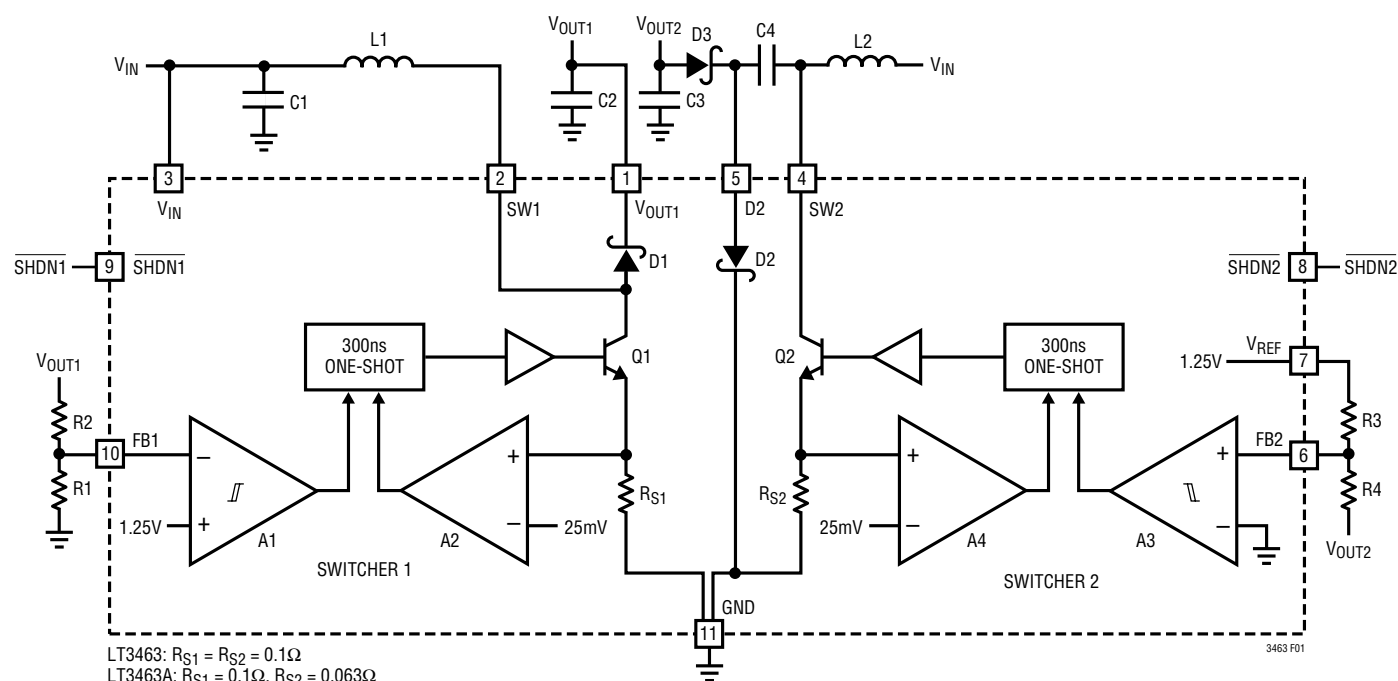 V_IN
L1
C1
V_OUT1
C2
V_OUT2
D3
C3
C4
L2
V_IN
3
V_IN
2
SW1
1
V_OUT1
5
D2
4
SW2
SHDN1
9
SHDN1
D1
D2
SHDN2
8
SHDN2
300ns
ONE-SHOT
Q1
Q2
300ns
ONE-SHOT
1.25V
V_REF
7
V_OUT1
R2
10
FB1
R1
1.25V
A1
A2
25mV
R_S1
R_S2
25mV
A4
A3
FB2
6
R3
R4
V_OUT2
–
+
+
–
+
–
+
–
SWITCHER 1
SWITCHER 2
GND
11
LT3463: R_S1 = R_S2 = 0.1Ω
LT3463A: R_S1 = 0.1Ω, R_S2 = 0.063Ω
3463 F01